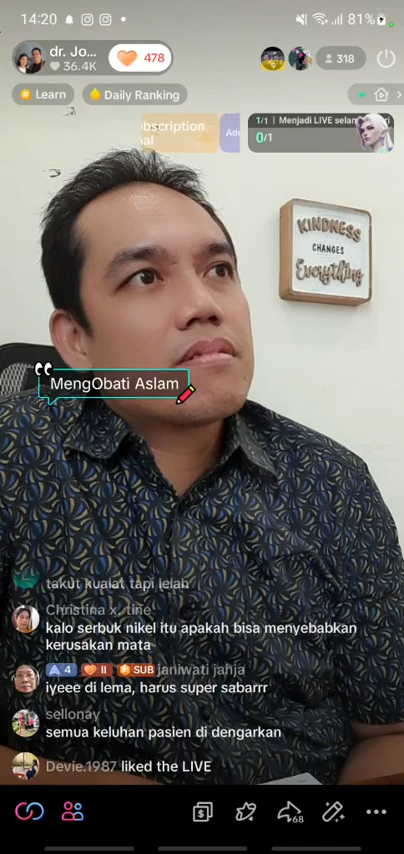 14:20
81%
dr. Jo...
36.4K
478
318
Learn
Daily Ranking
1/1 | Menjadi LIVE selam
0/1
KINDNESS
CHANGES
Everything
MengObati Aslam
takut kualat tapi lelah
Christina x. tine
kalo serbuk nikel itu apakah bisa menyebabkan
kerusakan mata
4 II SUB janiwati jahja
iyeee di lema, harus super sabarrr
sellonay
semua keluhan pasien di dengarkan
Devie.1987 liked the LIVE
68